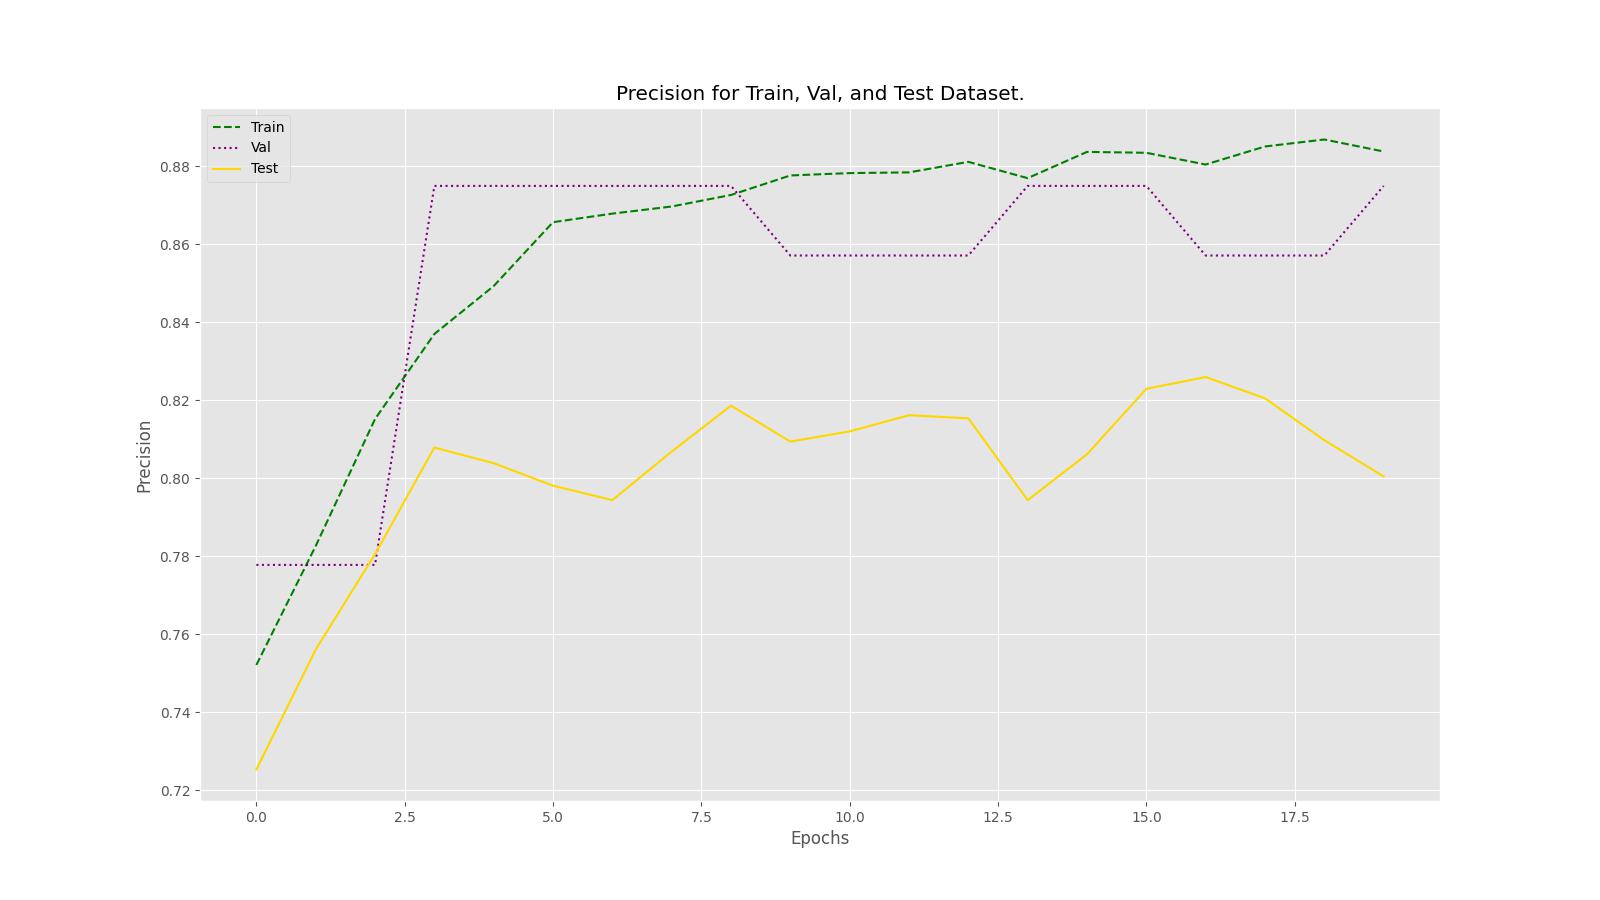 Precision for Train, Val, and Test Dataset.
Train
Val
Test
0.88
0.86
0.84
0.82
0.80
0.78
0.76
0.74
0.72
Precision
0.0 2.5 5.0 7.5 10.0 12.5 15.0 17.5
Epochs